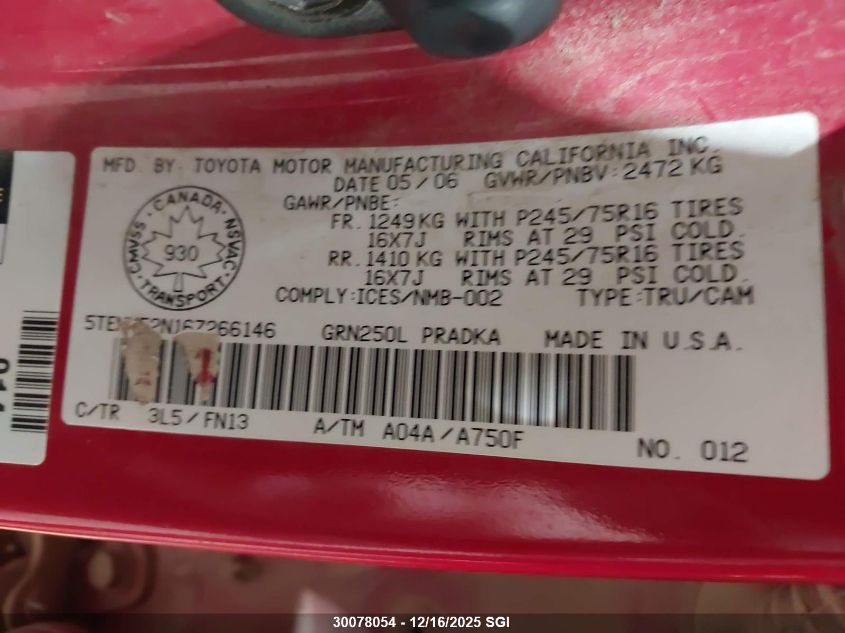 MFD. BY: TOYOTA MOTOR MANUFACTURING CALIFORNIA INC.
DATE 05/06 GVWR/PNBV: 2472 KG
GAWR/PNBE:
FR. 1249KG WITH P245/75R16 TIRES
16X7J RIMS AT 29 PSI COLD.
RR. 1410 KG WITH P245/75R16 TIRES
16X7J RIMS AT 29 PSI COLD.
COMPLY:ICES/NMB-002 TYPE:TRU/CAM
CANADA · NSVAC · TRANSPORT · CMVSS
930
GRN250L PRADKA MADE IN U.S.A.
C/TR 3L5/FN13 A/TM A04A/A750F NO. 012
30078054 - 12/16/2025 SGI